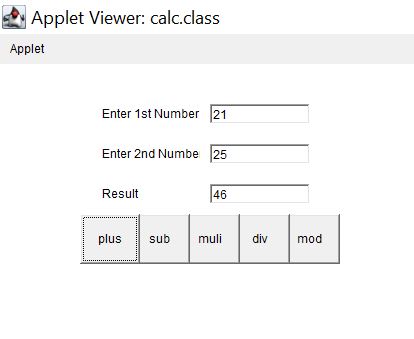 Applet Viewer: calc.class
Applet
Enter 1st Number 21
Enter 2nd Numbe 25
Result 46
plus sub muli div mod